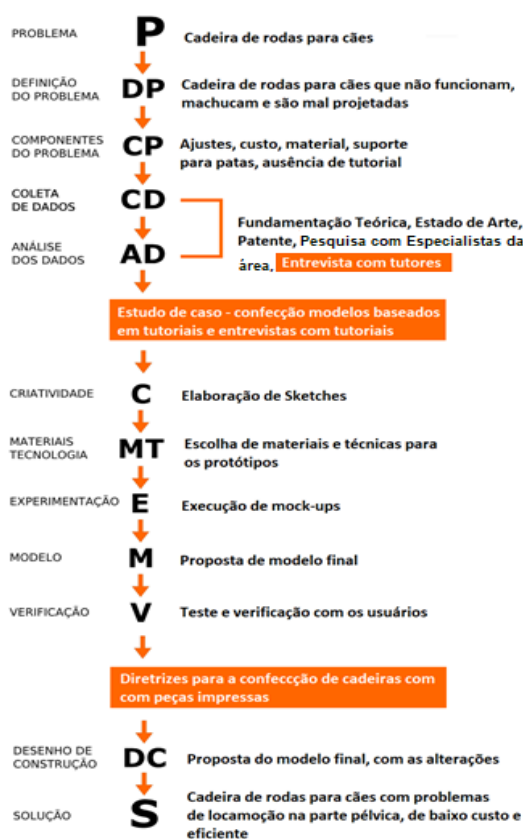 PROBLEMA
P
Cadeira de rodas para cães
DEFINIÇÃO
DO PROBLEMA
DP
Cadeira de rodas para cães que não funcionam,
machucam e são mal projetadas
COMPONENTES
DO PROBLEMA
CP
Ajustes, custo, material, suporte
para patas, ausência de tutorial
COLETA
DE DADOS
CD
ANÁLISE
DOS DADOS
AD
Fundamentação Teórica, Estado de Arte,
Patente, Pesquisa com Especialistas da
área, Entrevista com tutores
Estudo de caso - confecção modelos baseados
em tutoriais e entrevistas com tutoriais
CRIATIVIDADE
C
Elaboração de Sketches
MATERIAIS
TECNOLOGIA
MT
Escolha de materiais e técnicas para
os protótipos
EXPERIMENTAÇÃO
E
Execução de mock-ups
MODELO
M
Proposta de modelo final
VERIFICAÇÃO
V
Teste e verificação com os usuários
Diretrizes para a confeccção de cadeiras com
com peças impressas
DESENHO DE
CONSTRUÇÃO
DC
Proposta do modelo final, com as alterações
SOLUÇÃO
S
Cadeira de rodas para cães com problemas
de locamoção na parte pélvica, de baixo custo e
eficiente